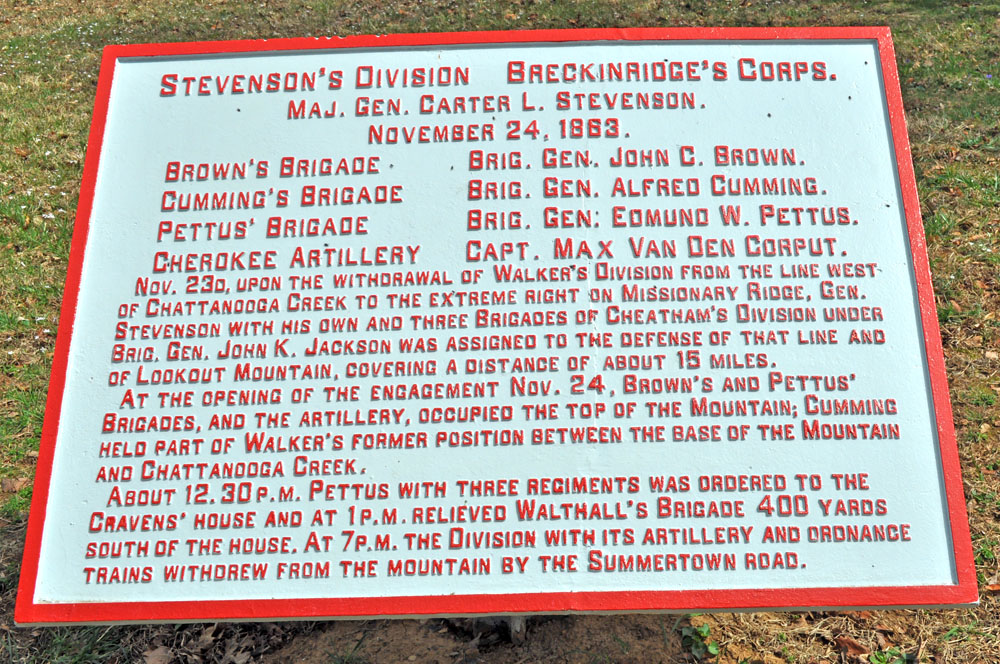 STEVENSON'S DIVISION BRECKINRIDGE'S CORPS.
MAJ. GEN. CARTER L. STEVENSON.
NOVEMBER 24, 1863.
BROWN'S BRIGADE BRIG. GEN. JOHN C. BROWN.
CUMMING'S BRIGADE BRIG. GEN. ALFRED CUMMING.
PETTUS' BRIGADE BRIG. GEN. EDMUND W. PETTUS.
CHEROKEE ARTILLERY CAPT. MAX VAN DEN CORPUT.
NOV. 23D, UPON THE WITHDRAWAL OF WALKER'S DIVISION FROM THE LINE WEST-
OF CHATTANOOGA CREEK TO THE EXTREME RIGHT ON MISSIONARY RIDGE, GEN.
STEVENSON WITH HIS OWN AND THREE BRIGADES OF CHEATHAM'S DIVISION UNDER
BRIG. GEN. JOHN K. JACKSON WAS ASSIGNED TO THE DEFENSE OF THAT LINE AND
OF LOOKOUT MOUNTAIN, COVERING A DISTANCE OF ABOUT 15 MILES.
AT THE OPENING OF THE ENGAGEMENT NOV. 24, BROWN'S AND PETTUS'
BRIGADES, AND THE ARTILLERY, OCCUPIED THE TOP OF THE MOUNTAIN; CUMMING
HELD PART OF WALKER'S FORMER POSITION BETWEEN THE BASE OF THE MOUNTAIN
AND CHATTANOOGA CREEK.
ABOUT 12.30 P.M. PETTUS WITH THREE REGIMENTS WAS ORDERED TO THE
CRAVENS' HOUSE AND AT 1 P.M. RELIEVED WALTHALL'S BRIGADE 400 YARDS
SOUTH OF THE HOUSE. AT 7 P.M. THE DIVISION WITH ITS ARTILLERY AND ORDNANCE
TRAINS WITHDREW FROM THE MOUNTAIN BY THE SUMMERTOWN ROAD.